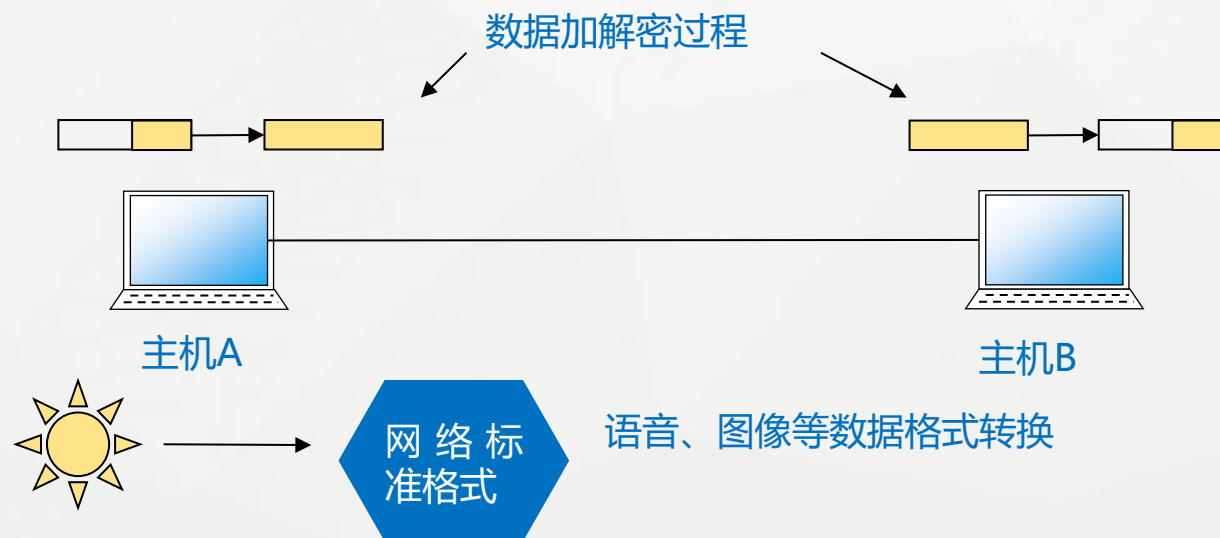 数据加解密过程
主机A
主机B
网络标
准格式
语音、图像等数据格式转换